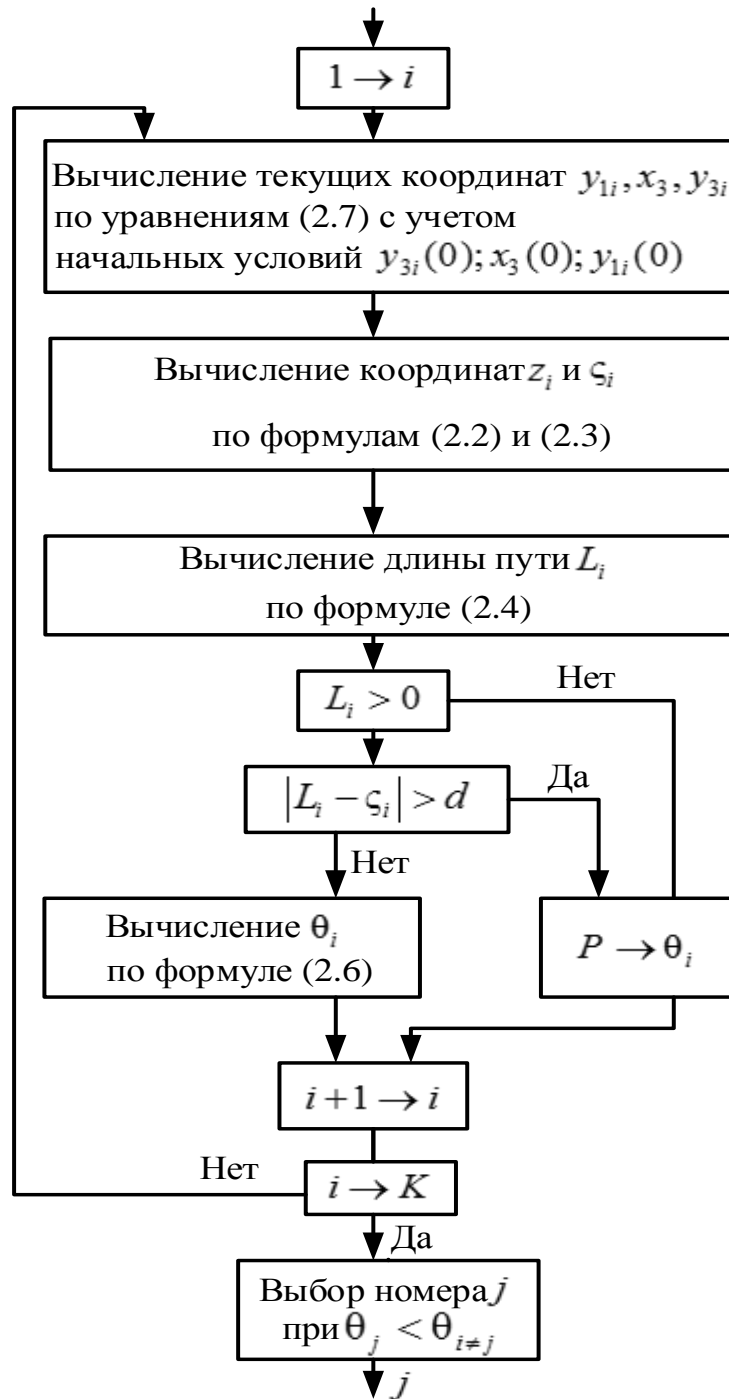 1 → i
Вычисление текущих координат y₁ᵢ, x₃, y₃ᵢ
по уравнениям (2.7) с учетом
начальных условий y₃ᵢ(0); x₃(0); y₁ᵢ(0)
Вычисление координат zᵢ и ςᵢ
по формулам (2.2) и (2.3)
Вычисление длины пути Lᵢ
по формуле (2.4)
Lᵢ > 0
Нет
|Lᵢ − ςᵢ| > d
Да
Нет
Вычисление θᵢ
по формуле (2.6)
P → θᵢ
i+1 → i
Нет
i → K
Да
Выбор номера j
при θⱼ < θᵢ≠ⱼ
j